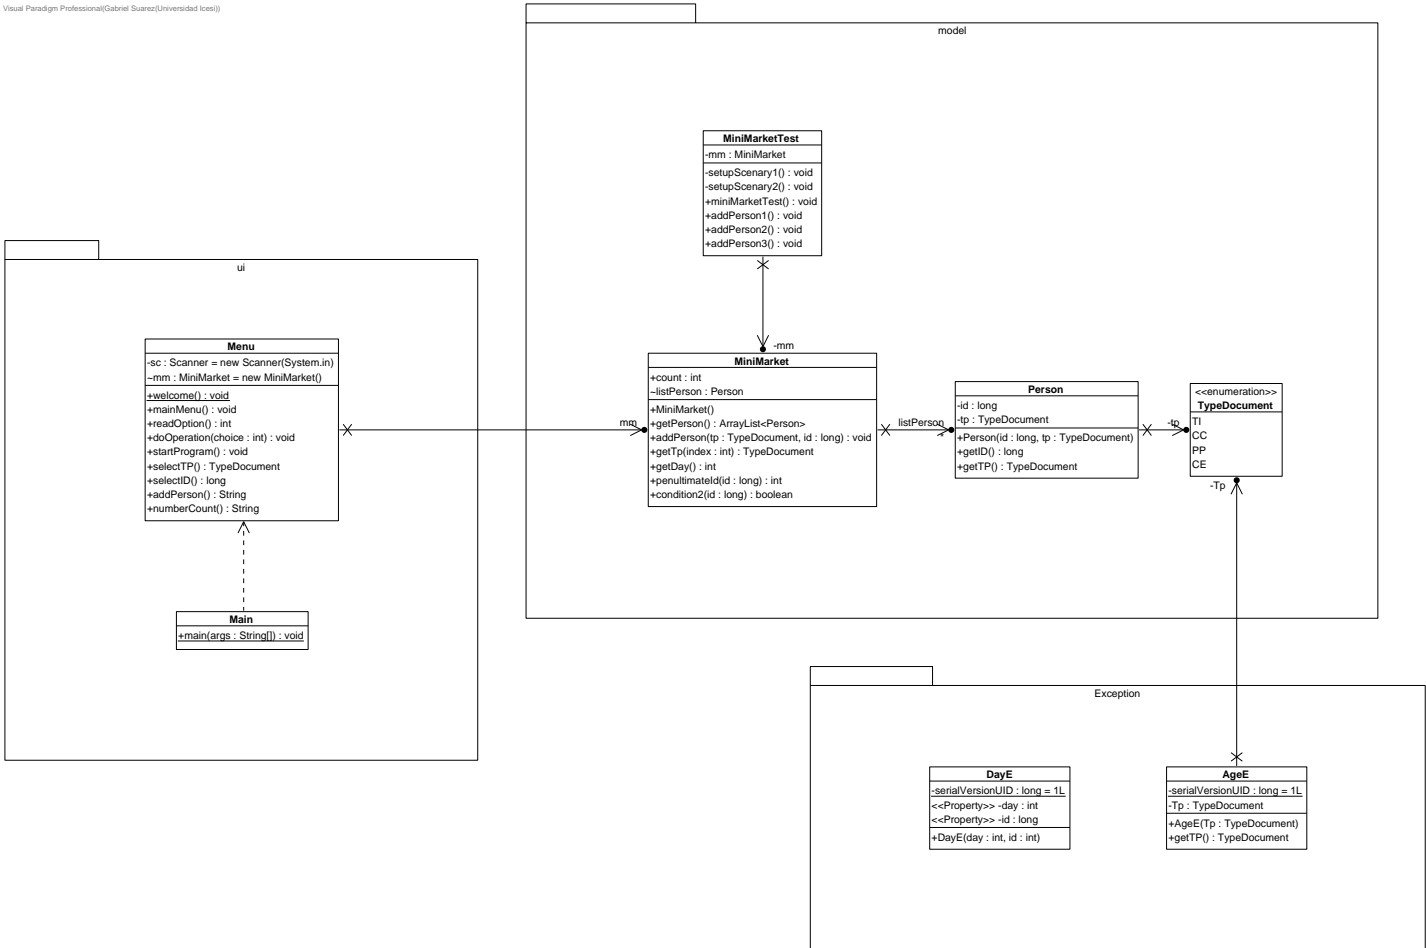 Visual Paradigm Professional(Gabriel Suarez(Universidad Icesi))
model
MiniMarketTest
-mm : MiniMarket
-setupScenary1() : void
-setupScenary2() : void
+miniMarketTest() : void
+addPerson1() : void
+addPerson2() : void
+addPerson3() : void
ui
Menu
-sc : Scanner = new Scanner(System.in)
~mm : MiniMarket = new MiniMarket()
+welcome() : void
+mainMenu() : void
+readOption() : int
+doOperation(choice : int) : void
+startProgram() : void
+selectTP() : TypeDocument
+selectID() : long
+addPerson() : String
+numberCount() : String
mm
-mm
MiniMarket
+count : int
~listPerson : Person
+MiniMarket()
+getPerson() : ArrayList<Person>
+addPerson(tp : TypeDocument, id : long) : void
+getTp(index : int) : TypeDocument
+getDay() : int
+penultimateId(id : long) : int
+condition2(id : long) : boolean
listPerson
*
Person
-id : long
-tp : TypeDocument
+Person(id : long, tp : TypeDocument)
+getID() : long
+getTP() : TypeDocument
-tp
<<enumeration>>
TypeDocument
TI
CC
PP
CE
-Tp
Main
+main(args : String[]) : void
Exception
DayE
-serialVersionUID : long = 1L
<<Property>> -day : int
<<Property>> -id : long
+DayE(day : int, id : int)
AgeE
-serialVersionUID : long = 1L
-Tp : TypeDocument
+AgeE(Tp : TypeDocument)
+getTP() : TypeDocument